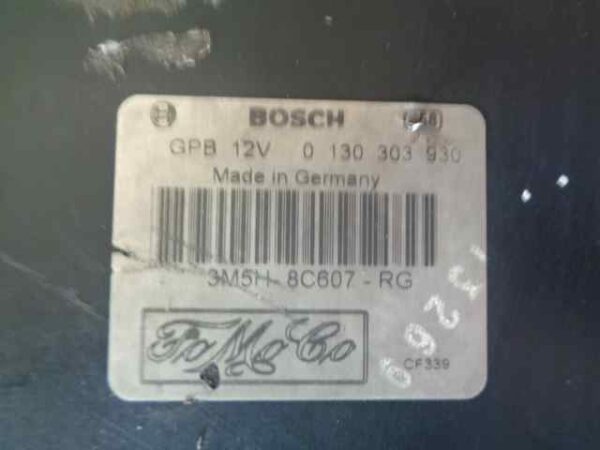 BOSCH
GPB 12V 0 130 303 930
Made in Germany
3M5H-8C607-RG
FoMoCo
CF339